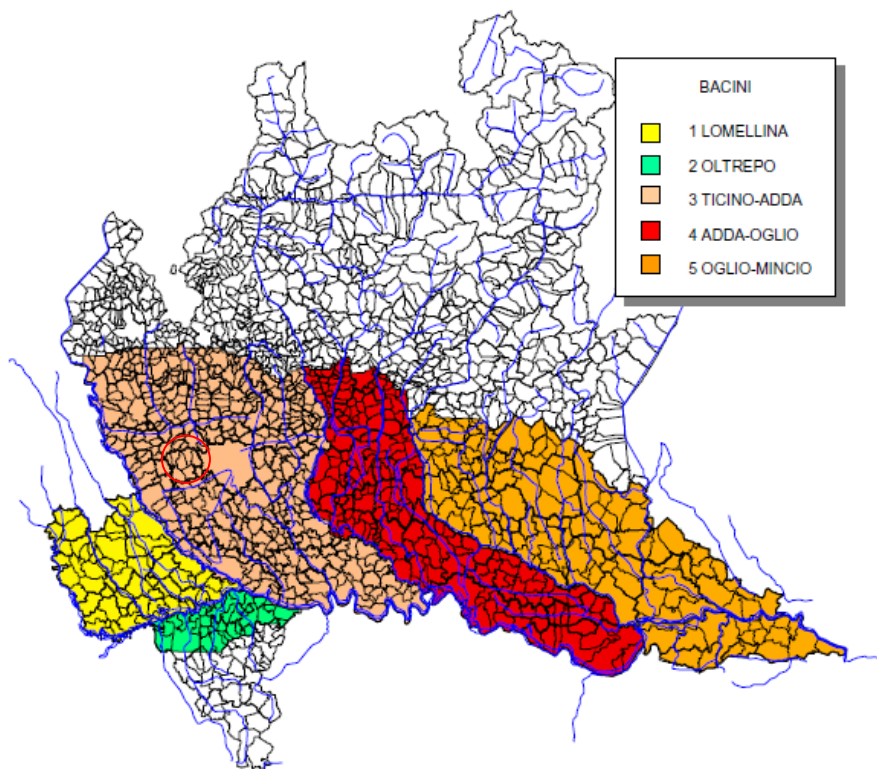 BACINI
1 LOMELLINA
2 OLTREPO
3 TICINO-ADDA
4 ADDA-OGLIO
5 OGLIO-MINCIO